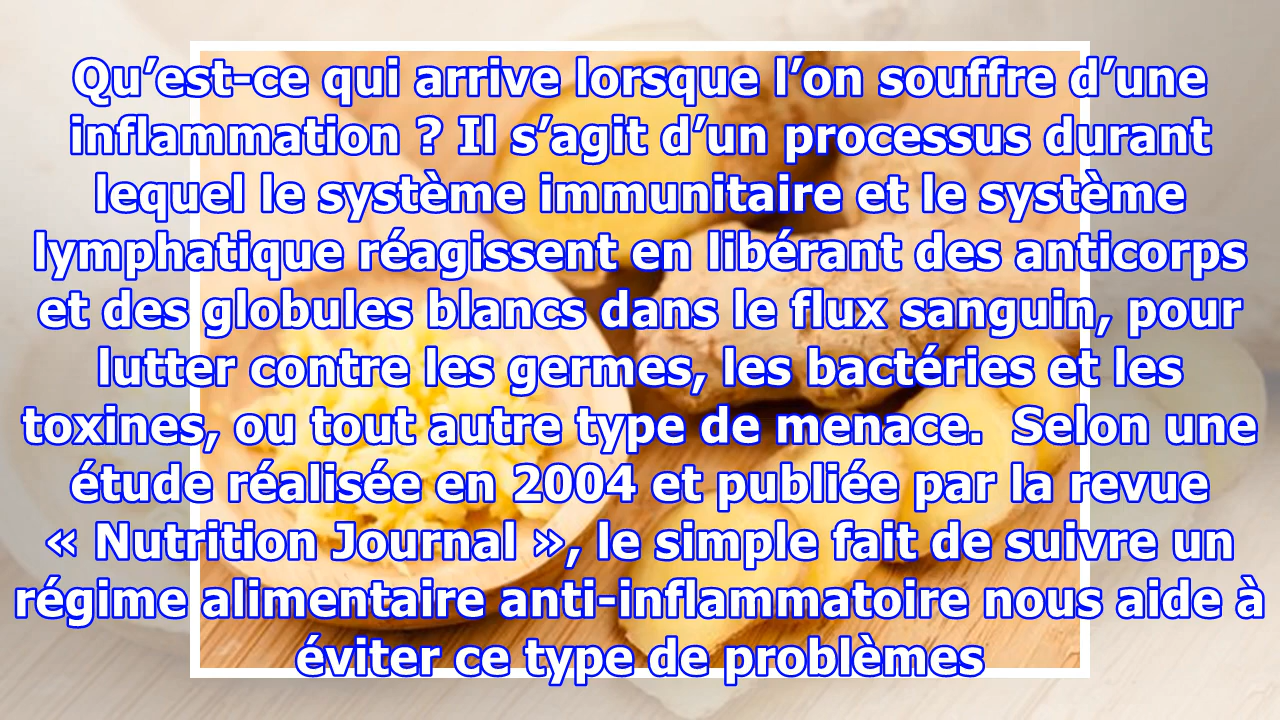 Qu’est-ce qui arrive lorsque l’on souffre d’une
inflammation ? Il s’agit d’un processus durant
lequel le système immunitaire et le système
lymphatique réagissent en libérant des anticorps
et des globules blancs dans le flux sanguin, pour
lutter contre les germes, les bactéries et les
toxines, ou tout autre type de menace.  Selon une
étude réalisée en 2004 et publiée par la revue
« Nutrition Journal », le simple fait de suivre un
régime alimentaire anti-inflammatoire nous aide à
éviter ce type de problèmes